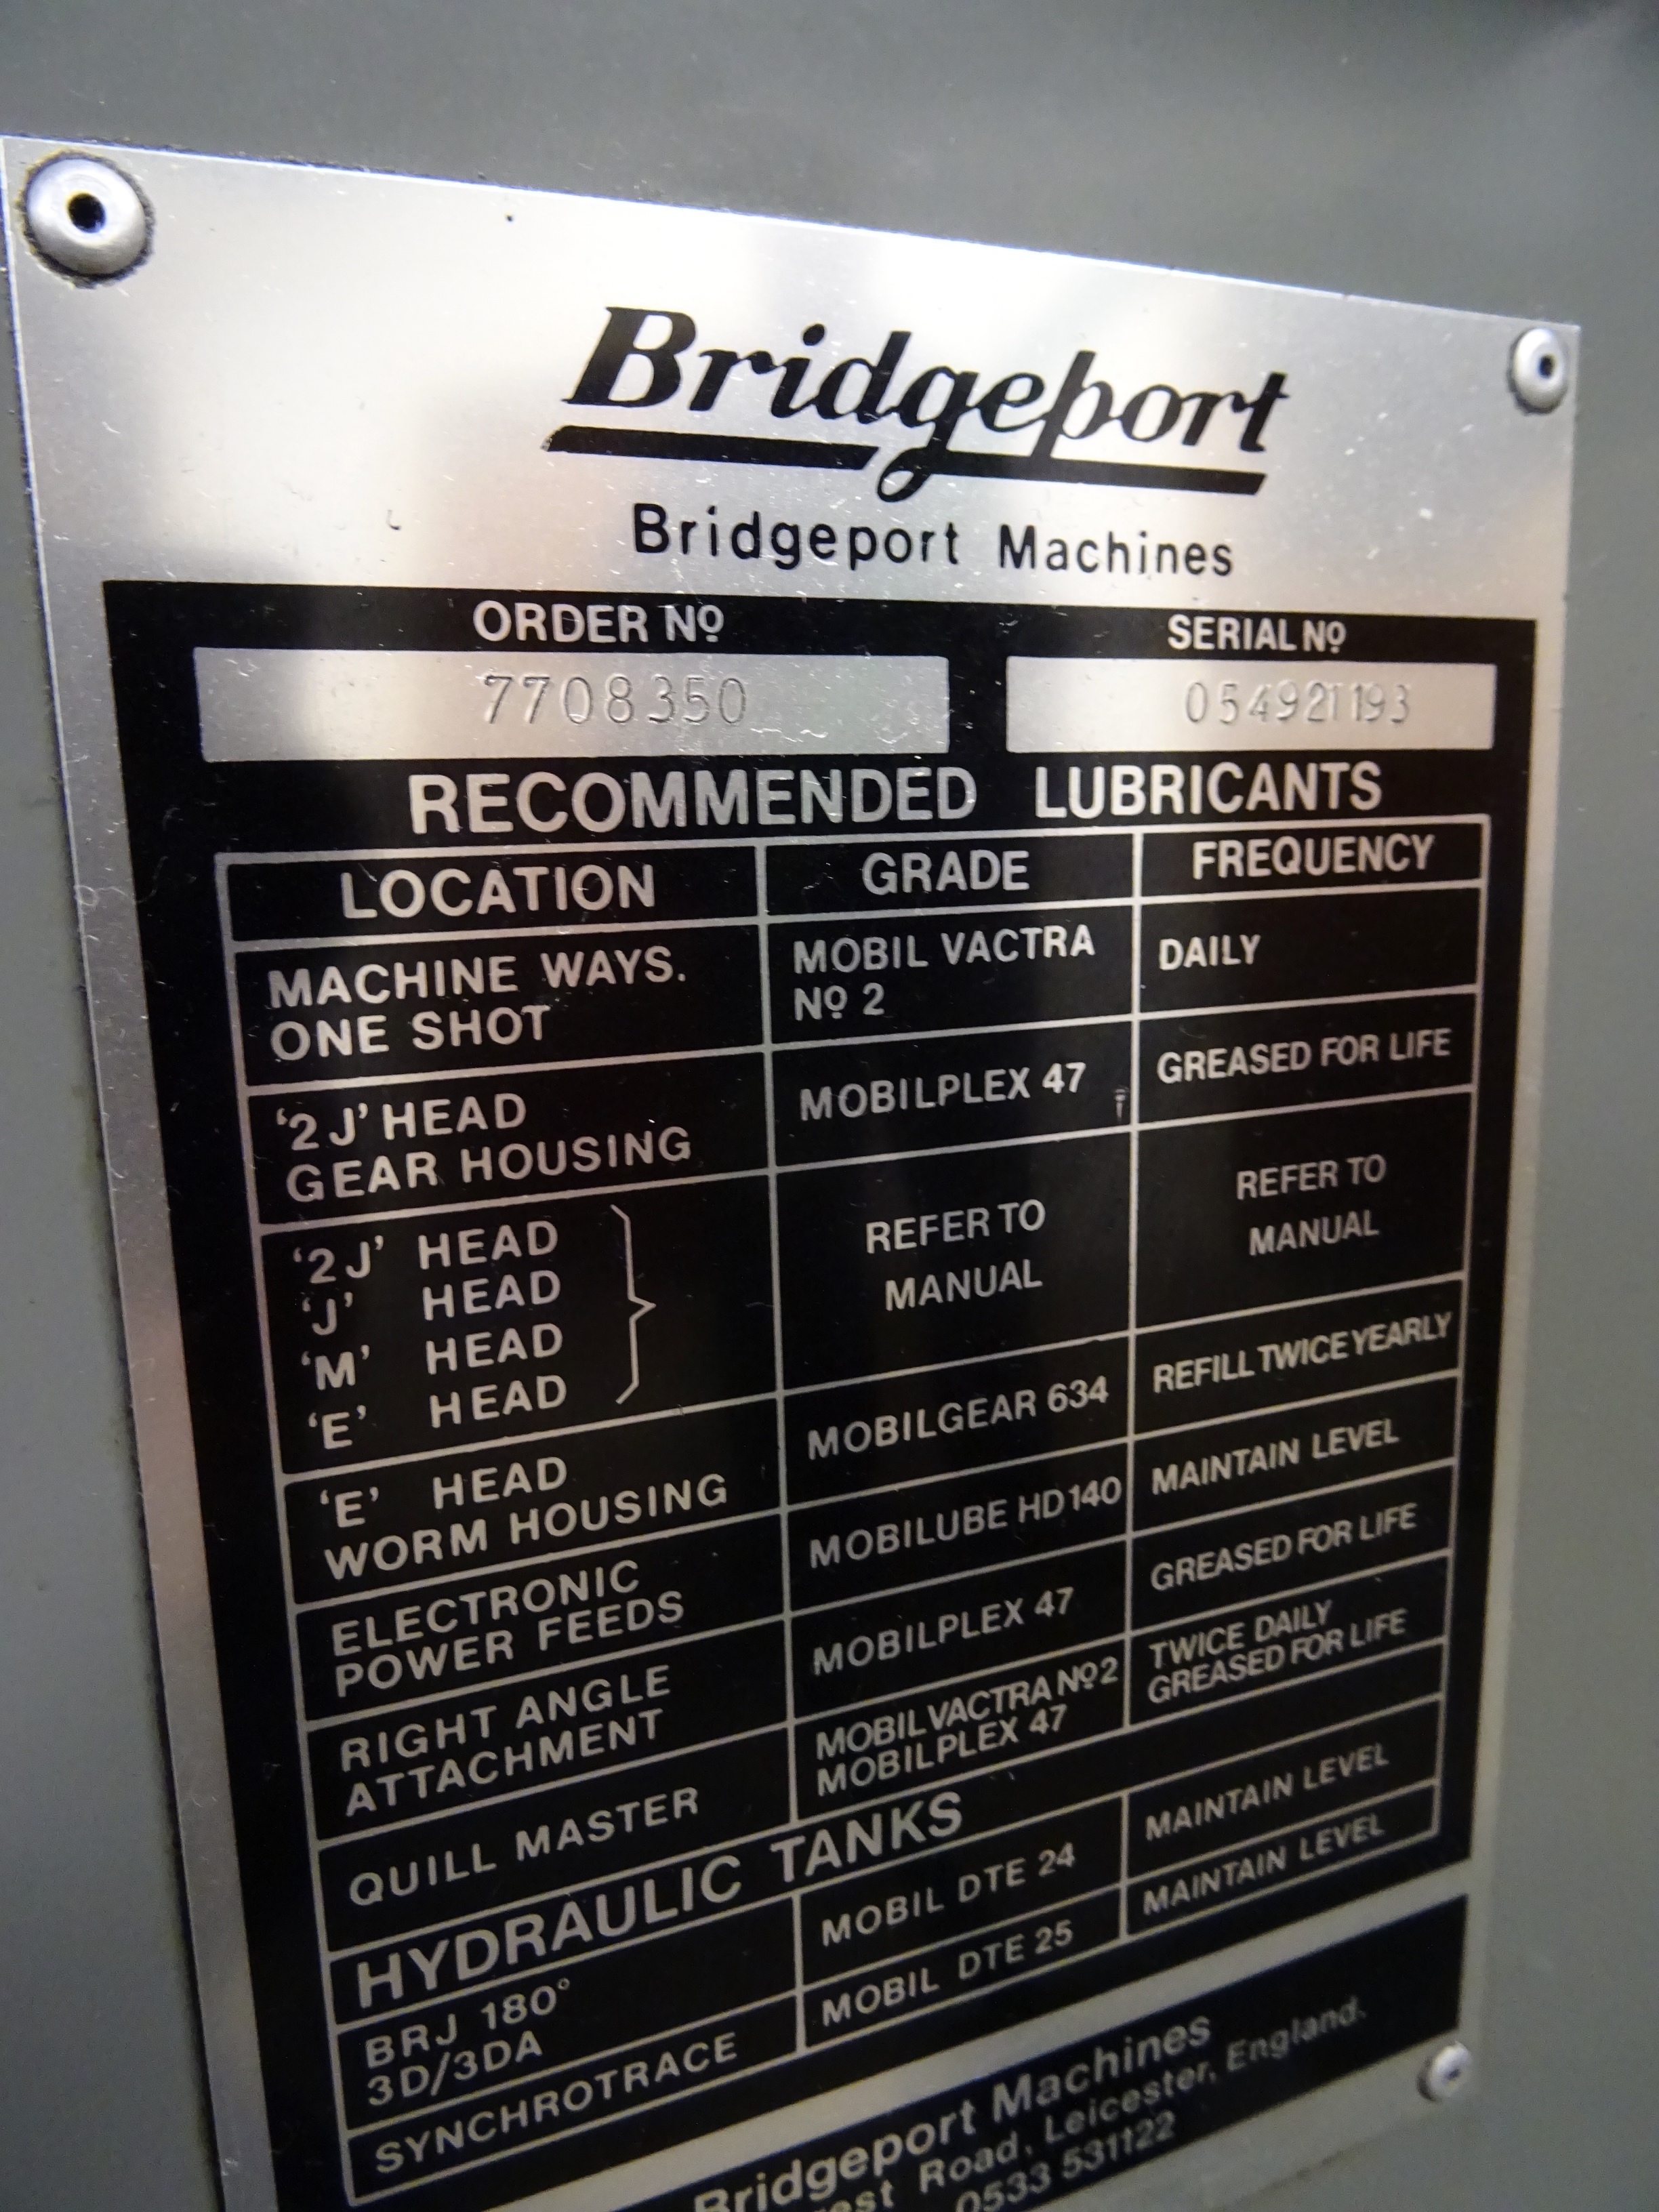 Bridgeport
Bridgeport Machines
ORDER Nº SERIAL Nº
7708350 054921193
RECOMMENDED LUBRICANTS
LOCATION GRADE FREQUENCY
MACHINE WAYS.
ONE SHOT
MOBIL VACTRA
Nº 2
DAILY
'2J' HEAD
GEAR HOUSING
MOBILPLEX 47
GREASED FOR LIFE
'2J' HEAD
'J' HEAD
'M' HEAD
'E' HEAD
REFER TO
MANUAL
REFER TO
MANUAL
'E' HEAD
WORM HOUSING
MOBILGEAR 634
REFILL TWICE YEARLY
ELECTRONIC
POWER FEEDS
MOBILUBE HD140
MAINTAIN LEVEL
RIGHT ANGLE
ATTACHMENT
MOBILPLEX 47
GREASED FOR LIFE
QUILL MASTER
MOBIL VACTRA Nº 2
MOBILPLEX 47
TWICE DAILY
GREASED FOR LIFE
HYDRAULIC TANKS
BRJ 180°
3D/3DA
MOBIL DTE 24
MAINTAIN LEVEL
SYNCHROTRACE
MOBIL DTE 25
MAINTAIN LEVEL
Bridgeport Machines
Road, Leicester, England.
0533 531122